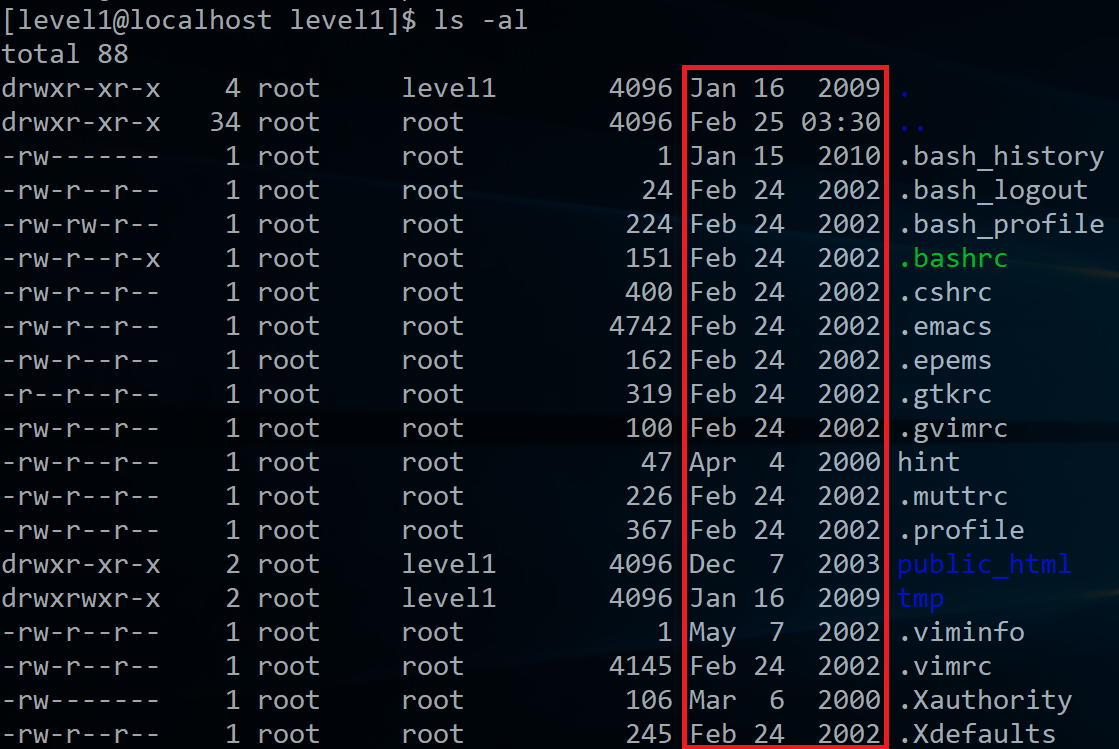 [level1@localhost level1]$ ls -al
total 88
drwxr-xr-x    4 root     level1       4096 Jan 16  2009 .
drwxr-xr-x   34 root     root         4096 Feb 25 03:30 ..
-rw-------    1 root     root            1 Jan 15  2010 .bash_history
-rw-r--r--    1 root     root           24 Feb 24  2002 .bash_logout
-rw-rw-r--    1 root     root          224 Feb 24  2002 .bash_profile
-rw-r--r-x    1 root     root          151 Feb 24  2002 .bashrc
-rw-r--r--    1 root     root          400 Feb 24  2002 .cshrc
-rw-r--r--    1 root     root         4742 Feb 24  2002 .emacs
-rw-r--r--    1 root     root          162 Feb 24  2002 .epems
-r--r--r--    1 root     root          319 Feb 24  2002 .gtkrc
-rw-r--r--    1 root     root          100 Feb 24  2002 .gvimrc
-rw-r--r--    1 root     root           47 Apr  4  2000 hint
-rw-r--r--    1 root     root          226 Feb 24  2002 .muttrc
-rw-r--r--    1 root     root          367 Feb 24  2002 .profile
drwxr-xr-x    2 root     level1       4096 Dec  7  2003 public_html
drwxrwxr-x    2 root     level1       4096 Jan 16  2009 tmp
-rw-r--r--    1 root     root            1 May  7  2002 .viminfo
-rw-r--r--    1 root     root         4145 Feb 24  2002 .vimrc
-rw-------    1 root     root          106 Mar  6  2000 .Xauthority
-rw-r--r--    1 root     root          245 Feb 24  2002 .Xdefaults